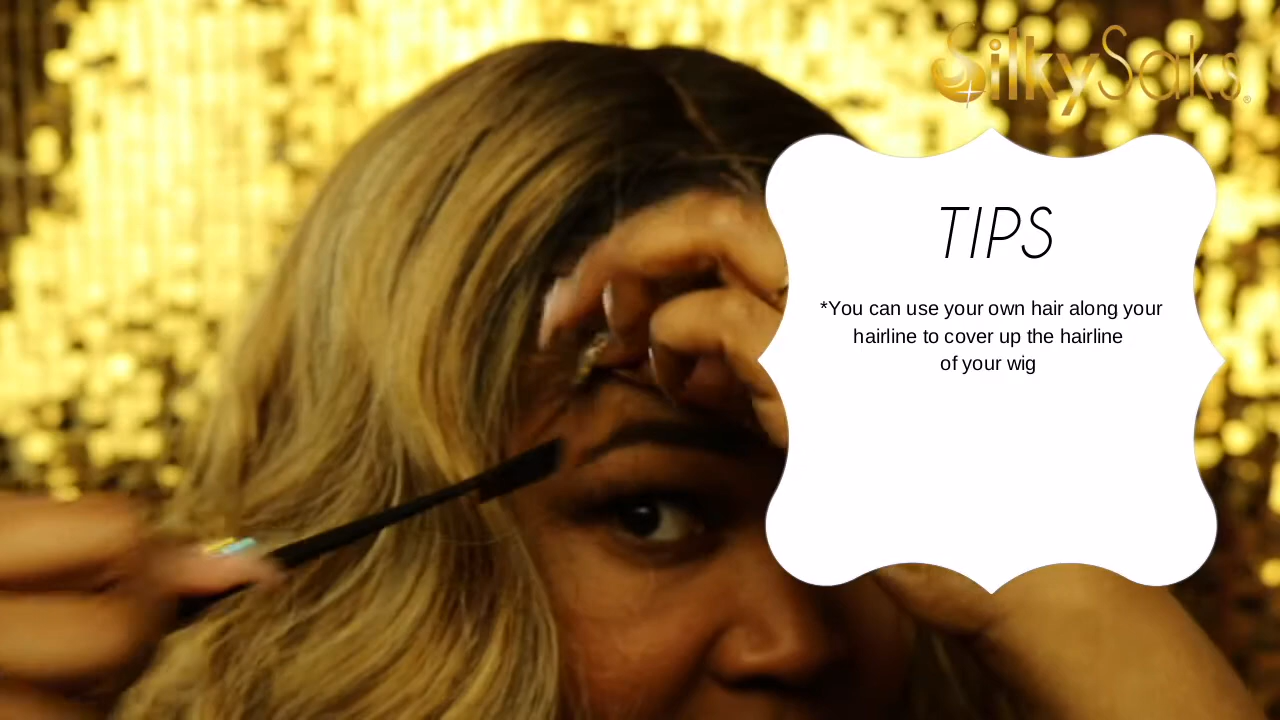 SilkySaks®
TIPS
*You can use your own hair along your
hairline to cover up the hairline
of your wig